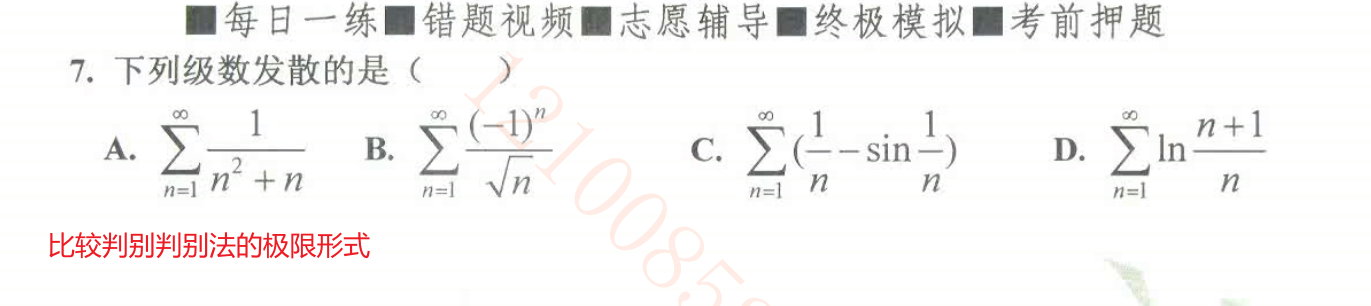 每日一练 错题视频 志愿辅导 终极模拟 考前押题
7. 下列级数发散的是（ ）
A. \sum_{n=1}^{\infty} \frac{1}{n^2+n} B. \sum_{n=1}^{\infty} \frac{(-1)^n}{\sqrt{n}} C. \sum_{n=1}^{\infty} (\frac{1}{n} - \sin\frac{1}{n}) D. \sum_{n=1}^{\infty} \ln\frac{n+1}{n}
比较判别判别法的极限形式